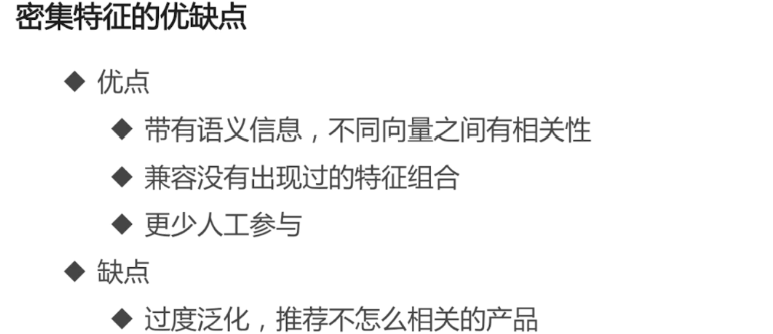 密集特征的优缺点
◆ 优点
◆ 带有语义信息，不同向量之间有相关性
◆ 兼容没有出现过的特征组合
◆ 更少人工参与
◆ 缺点
◆ 过度泛化，推荐不怎么相关的产品